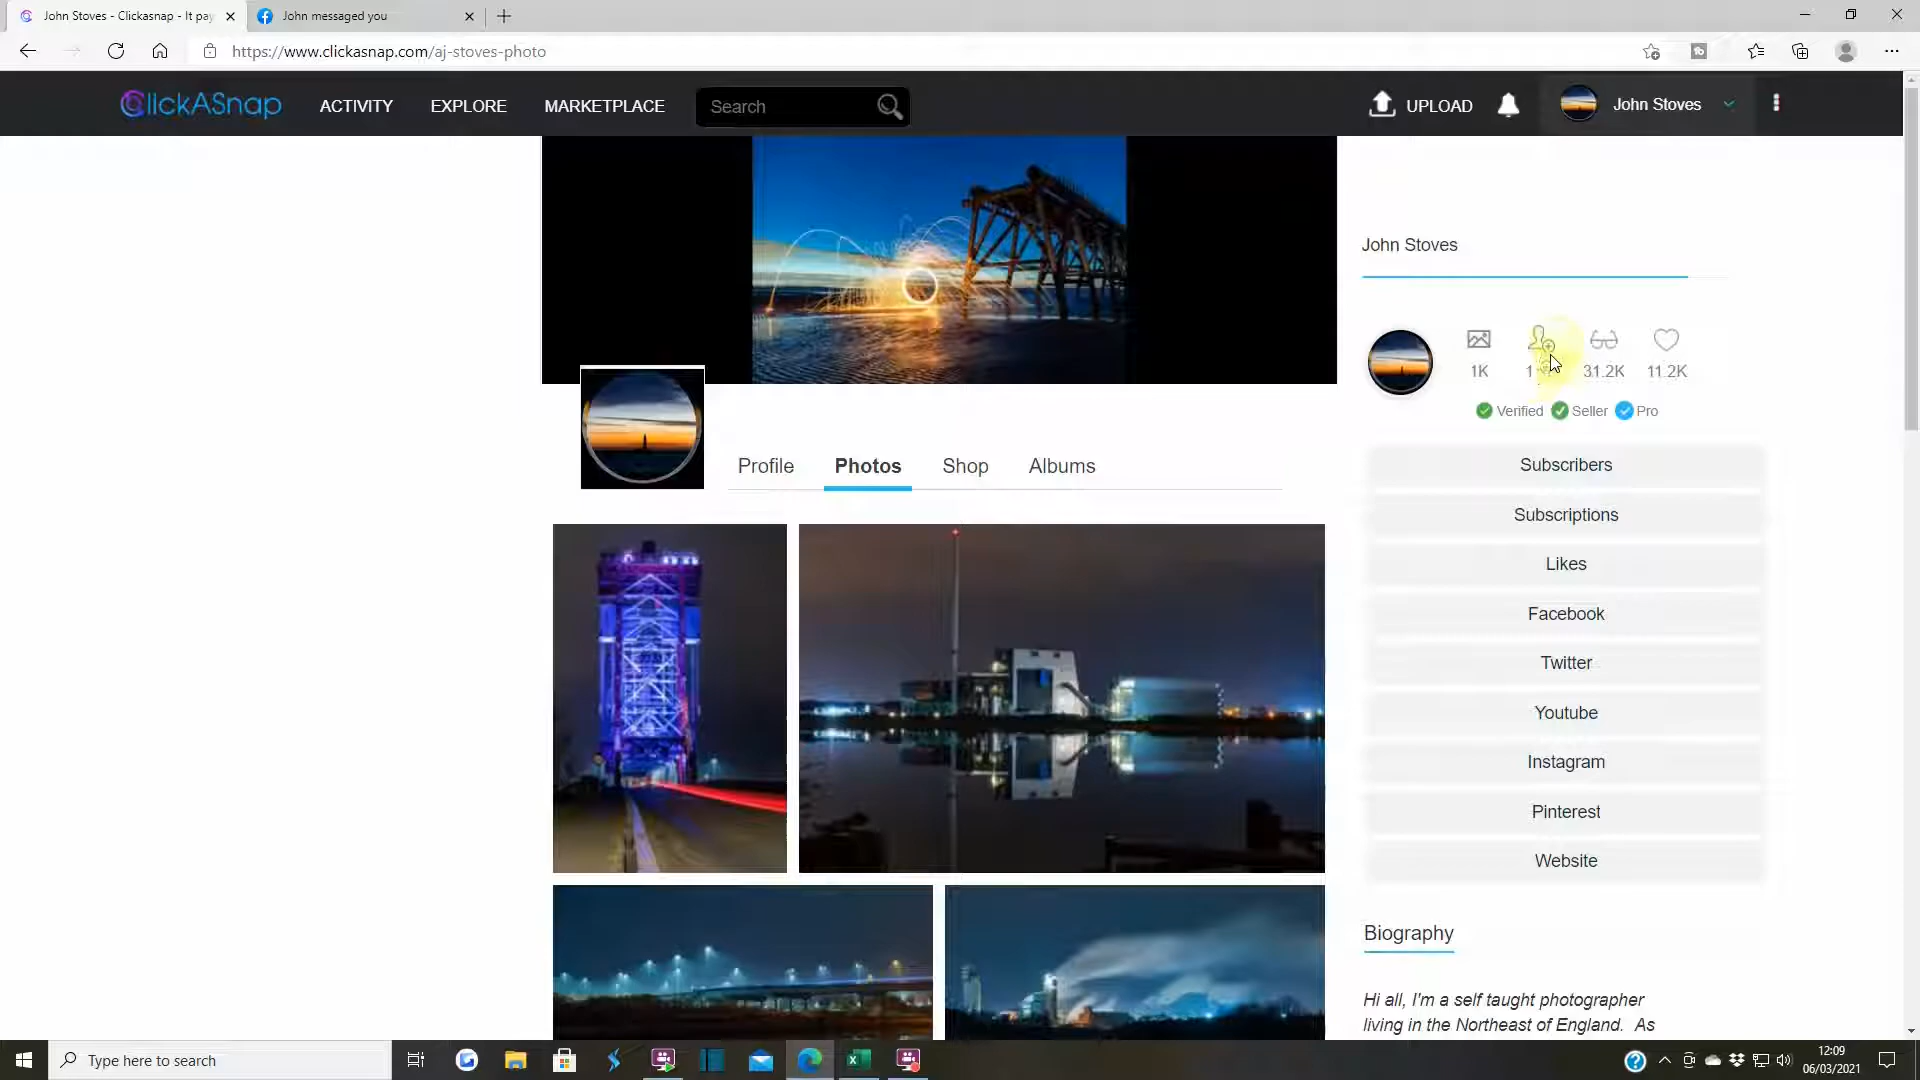 John Stoves - Clickasnap - It pay
John messaged you
https://www.clickasnap.com/aj-stoves-photo
ClickASnap
ACTIVITY
EXPLORE
MARKETPLACE
Search
UPLOAD
John Stoves
John Stoves
1K
31.2K
11.2K
Verified
Seller
Pro
Profile
Photos
Shop
Albums
Subscribers
Subscriptions
Likes
Facebook
Twitter
Youtube
Instagram
Pinterest
Website
Biography
Hi all, I'm a self taught photographer
living in the Northeast of England. As
Type here to search
12:09
06/03/2021